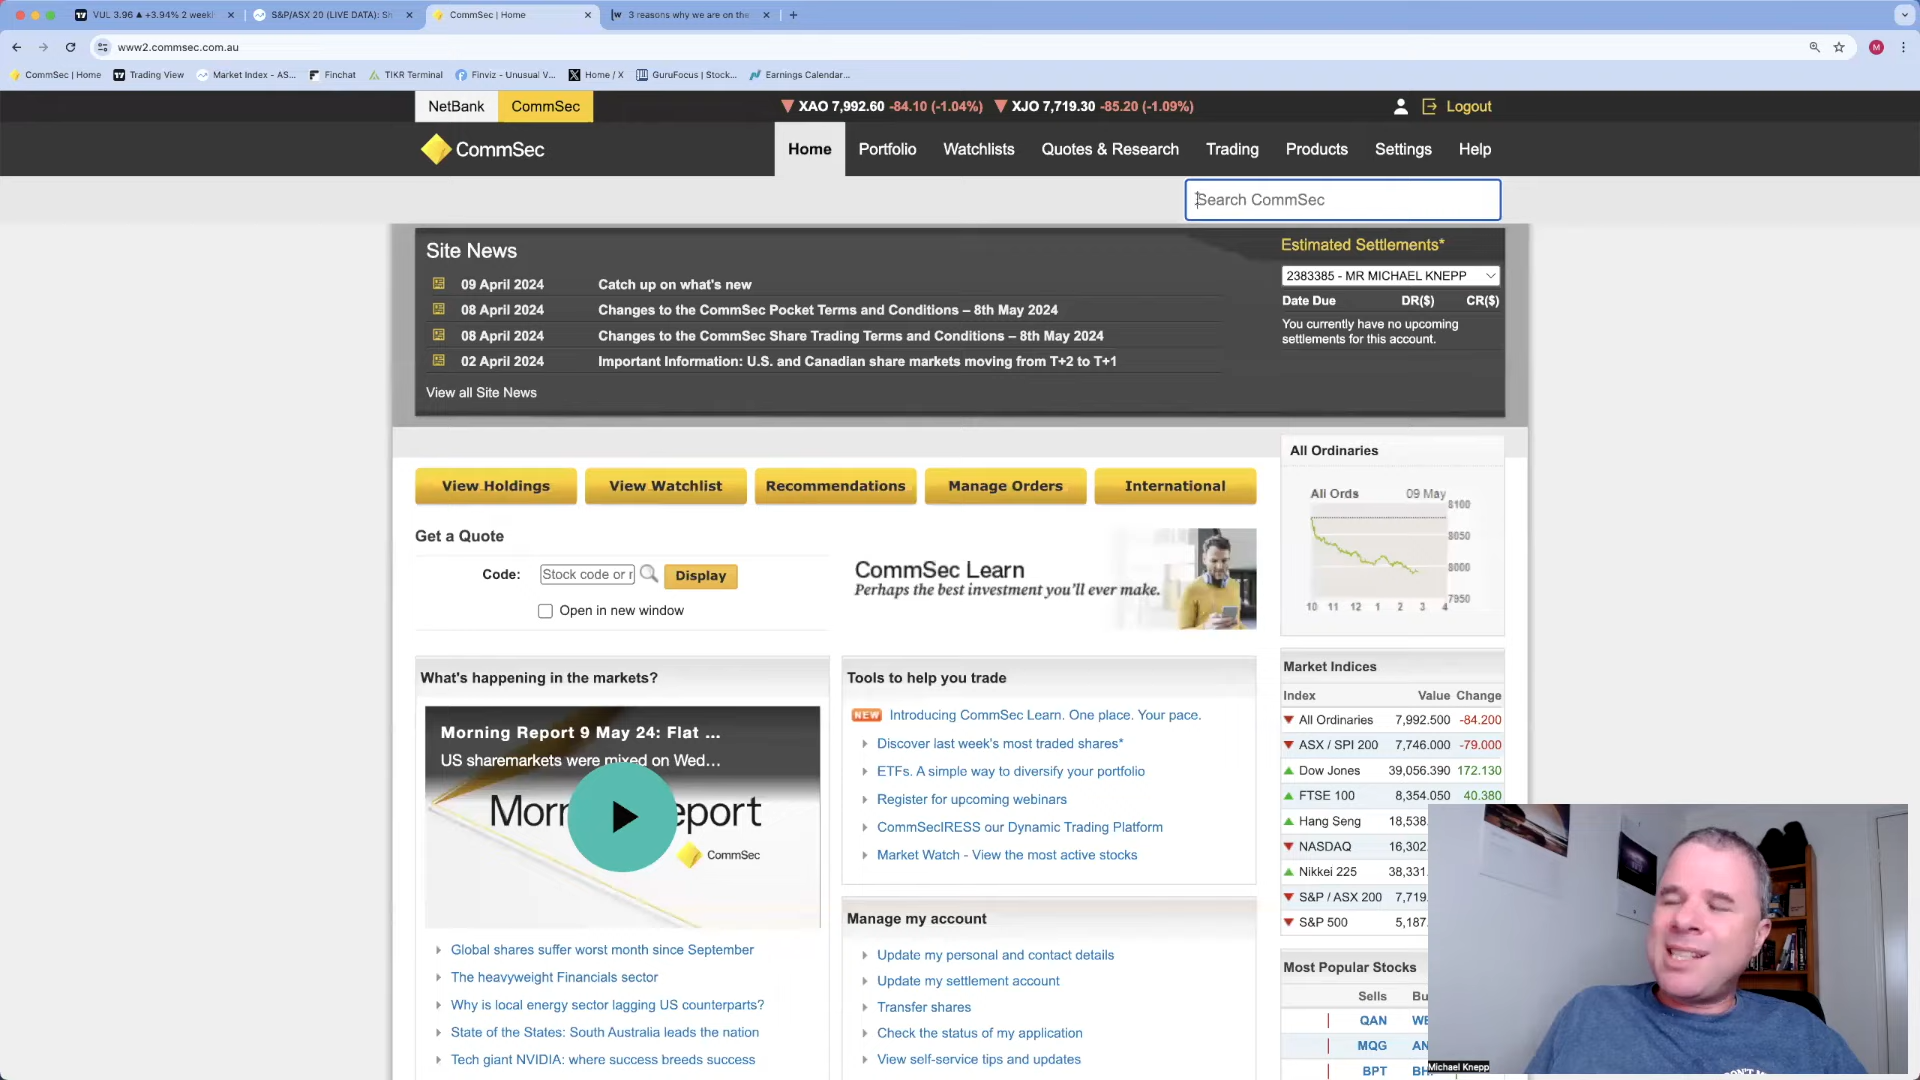 VUL 3.96 ▲ +3.94% 2 weekl
S&P/ASX 20 (LIVE DATA): Sh
CommSec | Home
3 reasons why we are on the
www2.commsec.com.au
M
CommSec | Home
Trading View
Market Index - AS...
Finchat
TIKR Terminal
Finviz - Unusual V...
Home / X
GuruFocus | Stock...
Earnings Calendar...
NetBank
CommSec
XAO 7,992.60 -84.10 (-1.04%)
XJO 7,719.30 -85.20 (-1.09%)
Logout
CommSec
Home
Portfolio
Watchlists
Quotes & Research
Trading
Products
Settings
Help
Search CommSec
Site News
09 April 2024 Catch up on what's new
08 April 2024 Changes to the CommSec Pocket Terms and Conditions – 8th May 2024
08 April 2024 Changes to the CommSec Share Trading Terms and Conditions – 8th May 2024
02 April 2024 Important Information: U.S. and Canadian share markets moving from T+2 to T+1
View all Site News
Estimated Settlements*
2383385 - MR MICHAEL KNEPP
Date Due DR($) CR($)
You currently have no upcoming
settlements for this account.
View Holdings
View Watchlist
Recommendations
Manage Orders
International
Get a Quote
Code: Stock code or r Display
Open in new window
CommSec Learn
Perhaps the best investment you'll ever make.
All Ordinaries
All Ords 09 May
8100
8050
8000
7950
10 11 12 1 2 3 4
What's happening in the markets?
Morning Report 9 May 24: Flat ...
US sharemarkets were mixed on Wed...
Morn eport
CommSec
Global shares suffer worst month since September
The heavyweight Financials sector
Why is local energy sector lagging US counterparts?
State of the States: South Australia leads the nation
Tech giant NVIDIA: where success breeds success
Tools to help you trade
NEW Introducing CommSec Learn. One place. Your pace.
Discover last week's most traded shares*
ETFs. A simple way to diversify your portfolio
Register for upcoming webinars
CommSecIRESS our Dynamic Trading Platform
Market Watch - View the most active stocks
Manage my account
Update my personal and contact details
Update my settlement account
Transfer shares
Check the status of my application
View self-service tips and updates
Market Indices
Index Value Change
All Ordinaries 7,992.500 -84.200
ASX / SPI 200 7,746.000 -79.000
Dow Jones 39,056.390 172.130
FTSE 100 8,354.050 40.380
Hang Seng 18,538.
NASDAQ 16,302.
Nikkei 225 38,331.
S&P / ASX 200 7,719.
S&P 500 5,187.
Most Popular Stocks
Sells Bu
QAN WE
MQG AN
BPT BH
Michael Knepp
DON'T M